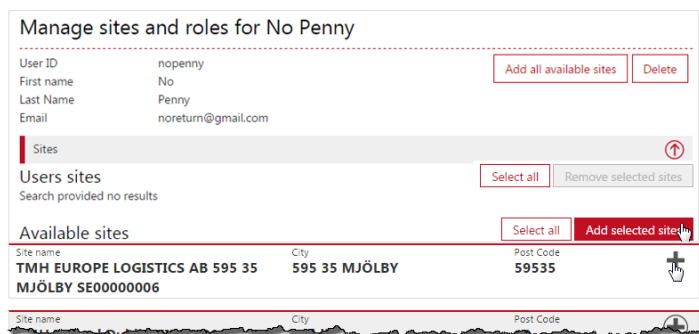 Manage sites and roles for No Penny
User ID nopenny
First name No
Last Name Penny
Email noreturn@gmail.com
Add all available sites Delete
Sites
Users sites
Search provided no results
Select all Remove selected sites
Available sites
Select all Add selected sites
Site name City Post Code
TMH EUROPE LOGISTICS AB 595 35 595 35 MJÖLBY 59535
MJÖLBY SE00000006
Site name City Post Code